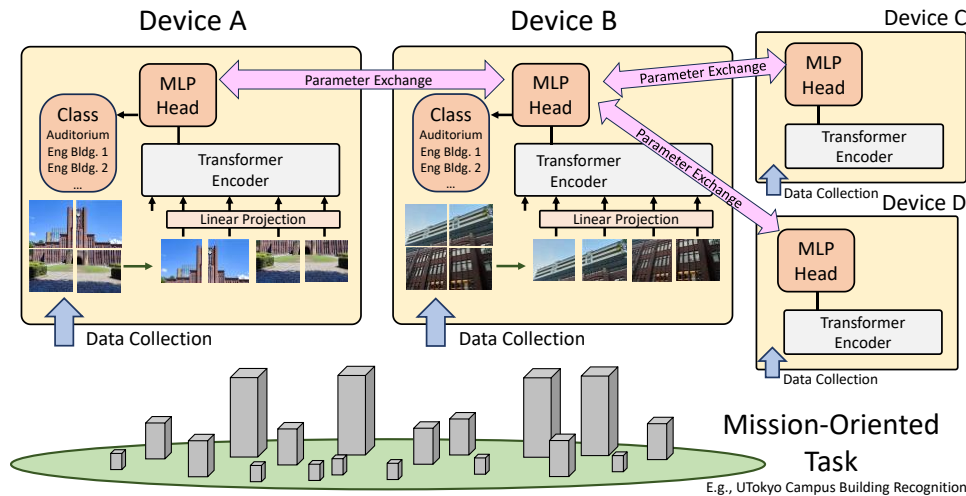 Device A
MLP
Head
Class
Auditorium
Eng Bldg. 1
Eng Bldg. 2
...
Transformer
Encoder
Linear Projection
Data Collection
Parameter Exchange
Device B
MLP
Head
Class
Auditorium
Eng Bldg. 1
Eng Bldg. 2
...
Transformer
Encoder
Linear Projection
Data Collection
Parameter Exchange
Parameter Exchange
Device C
MLP
Head
Transformer
Encoder
Data Collection
Device D
MLP
Head
Transformer
Encoder
Data Collection
Mission-Oriented
Task
E.g., UTokyo Campus Building Recognition